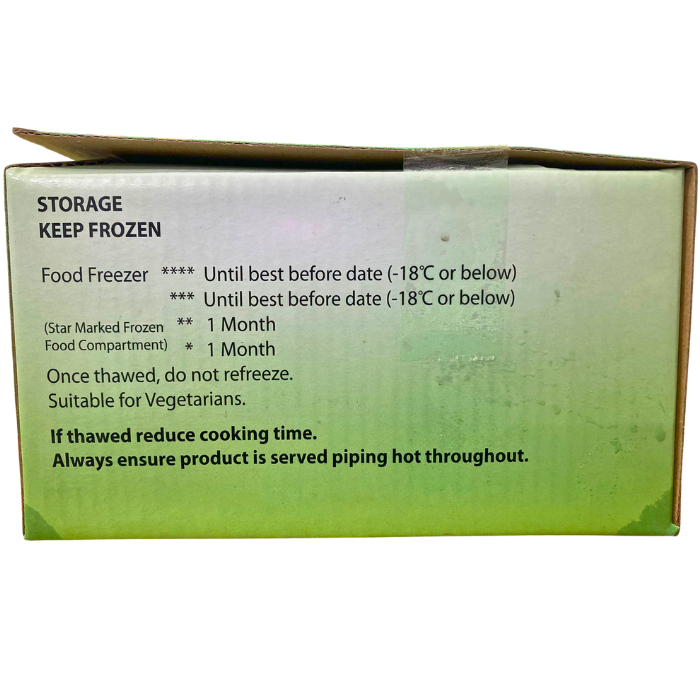 STORAGE
KEEP FROZEN
Food Freezer **** Until best before date (-18℃ or below)
*** Until best before date (-18℃ or below)
(Star Marked Frozen ** 1 Month
Food Compartment) * 1 Month
Once thawed, do not refreeze.
Suitable for Vegetarians.
If thawed reduce cooking time.
Always ensure product is served piping hot throughout.